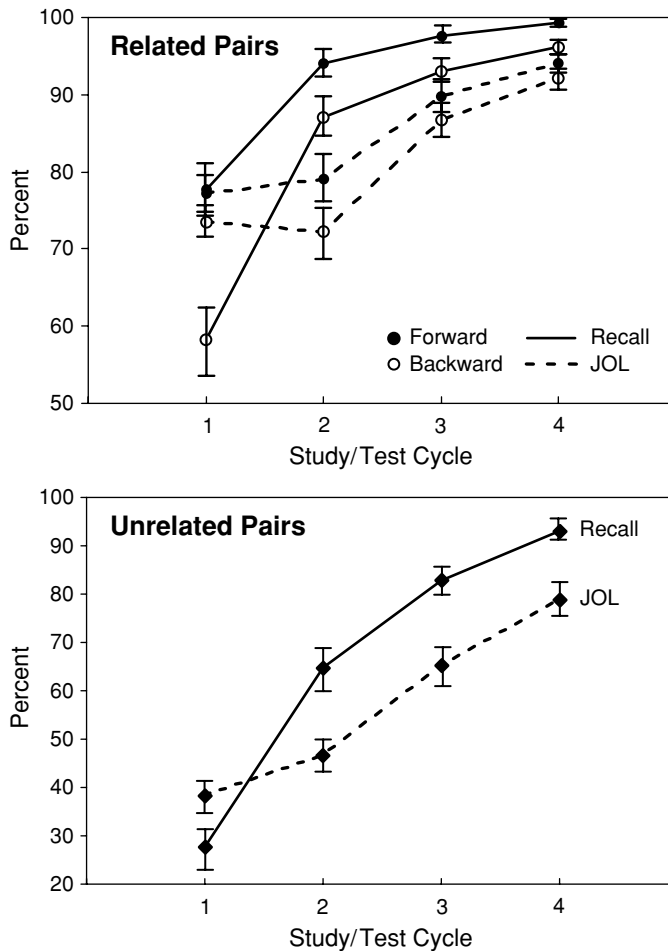 100
Related Pairs
90
80
70
60
50
Percent
Forward
Recall
Backward
JOL
1 2 3 4
Study/Test Cycle
100
Unrelated Pairs
90
80
70
60
50
40
30
20
Percent
Recall
JOL
1 2 3 4
Study/Test Cycle